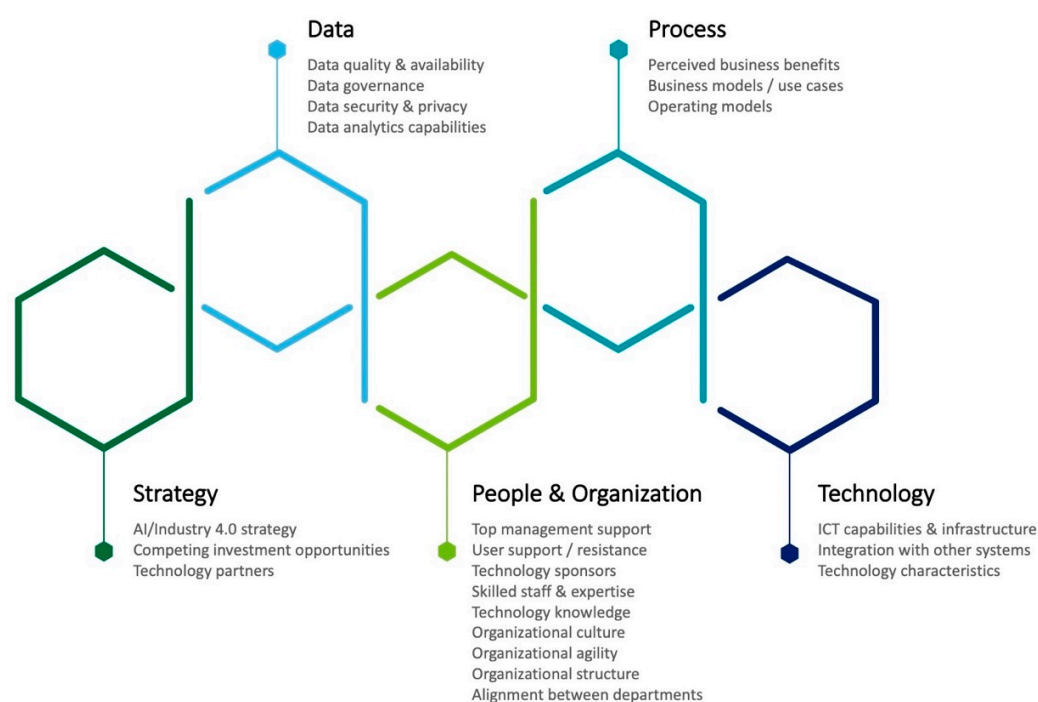 Data
Data quality & availability
Data governance
Data security & privacy
Data analytics capabilities
Process
Perceived business benefits
Business models / use cases
Operating models
Strategy
AI/Industry 4.0 strategy
Competing investment opportunities
Technology partners
People & Organization
Top management support
User support / resistance
Technology sponsors
Skilled staff & expertise
Technology knowledge
Organizational culture
Organizational agility
Organizational structure
Alignment between departments
Technology
ICT capabilities & infrastructure
Integration with other systems
Technology characteristics